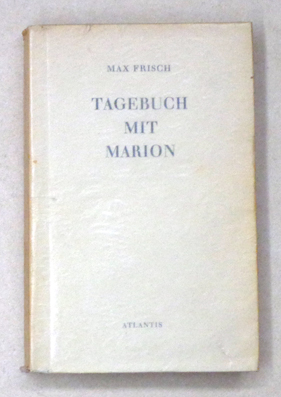 MAX FRISCH
TAGEBUCH
MIT
MARION
ATLANTIS